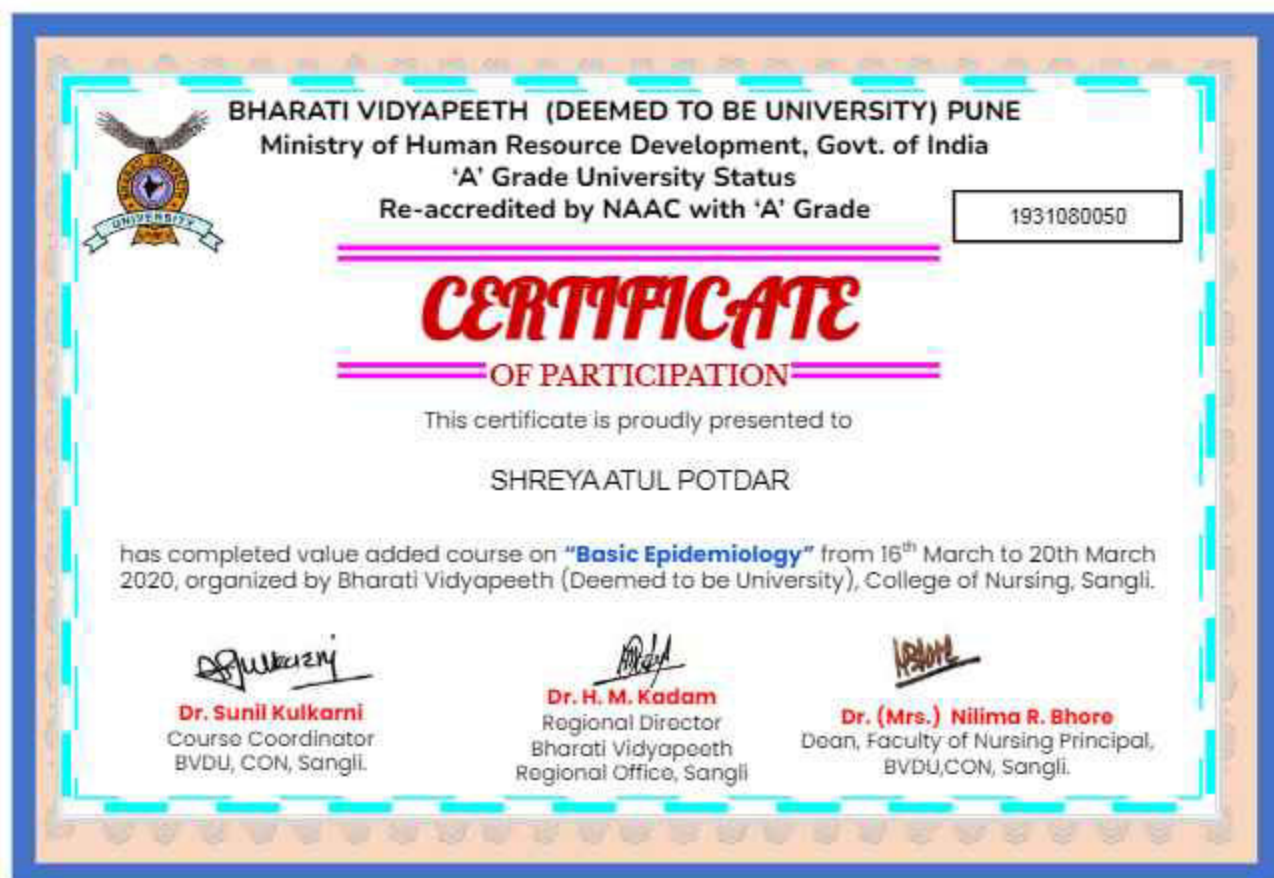 BHARATI VIDYAPEETH (DEEMED TO BE UNIVERSITY) PUNE
Ministry of Human Resource Development, Govt. of India
‘A’ Grade University Status
Re-accredited by NAAC with ‘A’ Grade
1931080050
BHARATI VIDYAPEETH
UNIVERSITY
CERTIFICATE
OF PARTICIPATION
This certificate is proudly presented to
SHREYA ATUL POTDAR
has completed value added course on “Basic Epidemiology” from 16th March to 20th March
2020, organized by Bharati Vidyapeeth (Deemed to be University), College of Nursing, Sangli.
Dr. Sunil Kulkarni
Course Coordinator
BVDU, CON, Sangli.
Dr. H. M. Kadam
Regional Director
Bharati Vidyapeeth
Regional Office, Sangli
Dr. (Mrs.) Nilima R. Bhore
Dean, Faculty of Nursing Principal,
BVDU,CON, Sangli.